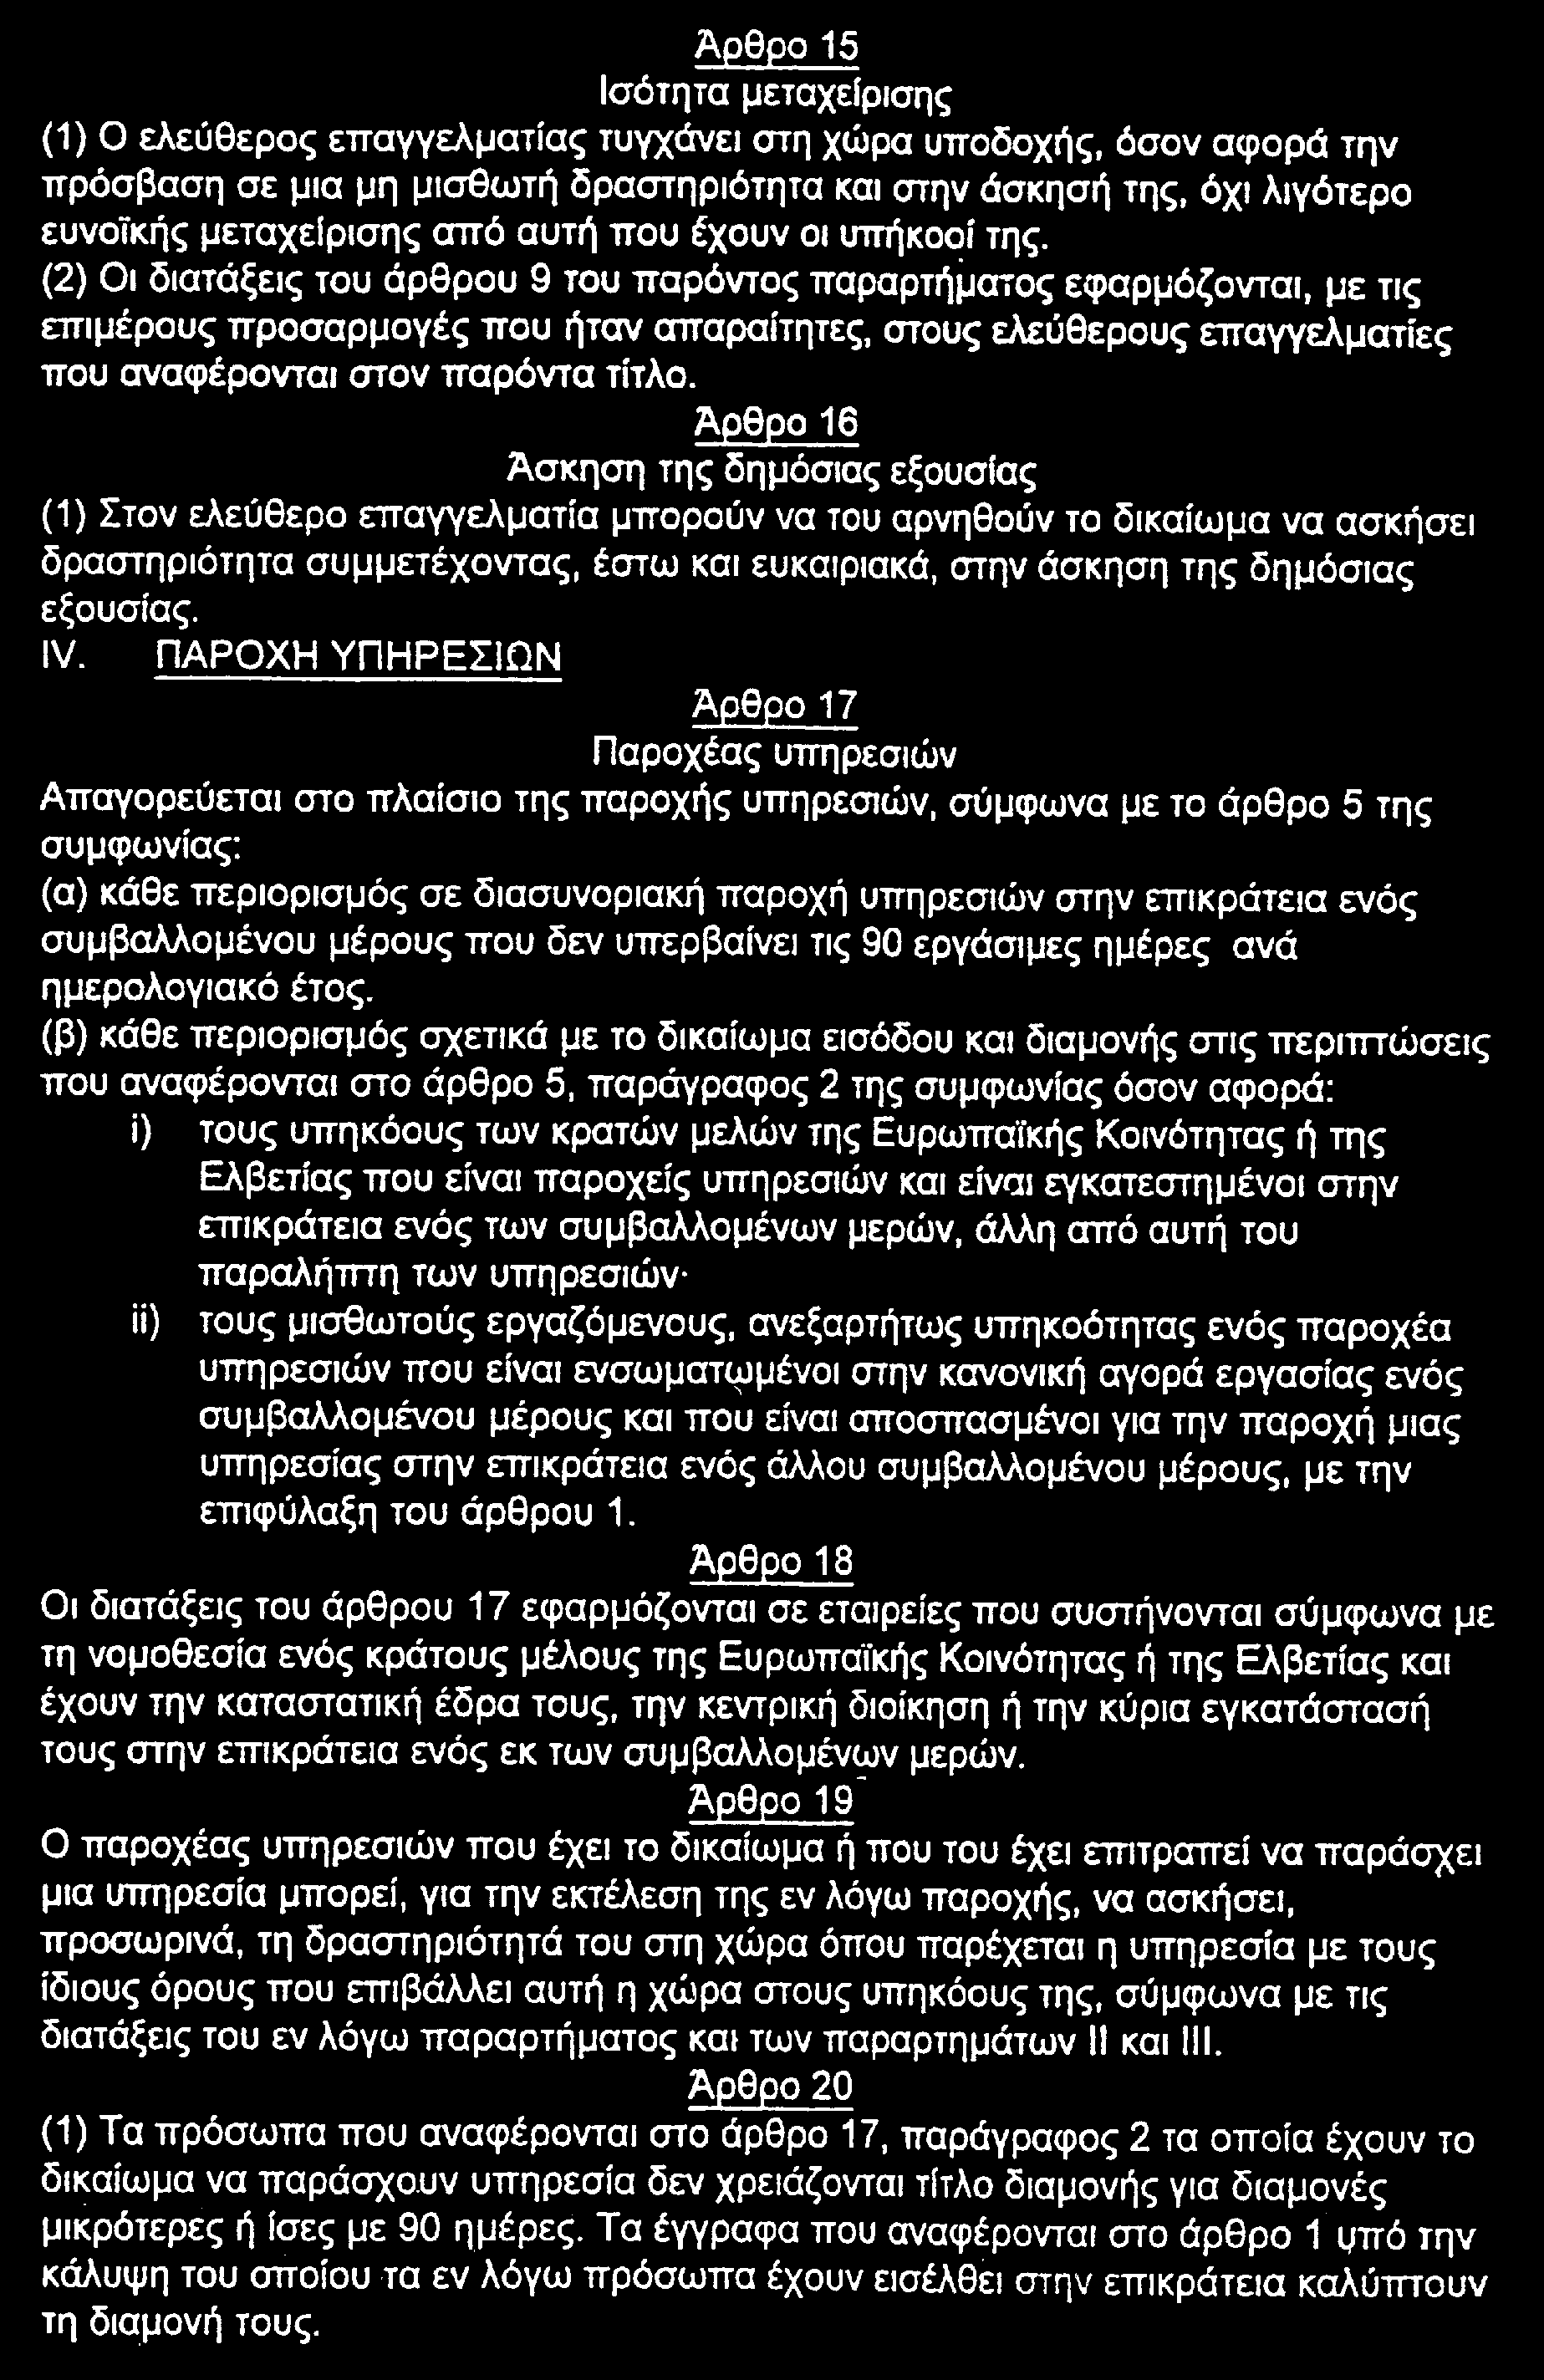 Άρθρο 15
Ισότητα μεταχείρισης
(1) Ο ελεύθερος επαγγελματίας τυγχάνει στη χώρα υποδοχής, όσον αφορά την
πρόσβαση σε μια μη μισθωτή δραστηριότητα και στην άσκησή της, όχι λιγότερο
ευνοϊκής μεταχείρισης από αυτή που έχουν οι υπήκοοί της.
(2) Οι διατάξεις του άρθρου 9 του παρόντος παραρτήματος εφαρμόζονται, με τις
επιμέρους προσαρμογές που ήταν απαραίτητες, στους ελεύθερους επαγγελματίες
που αναφέρονται στον παρόντα τίτλο.
Άρθρο 16
Άσκηση της δημόσιας εξουσίας
(1) Στον ελεύθερο επαγγελματία μπορούν να του αρνηθούν το δικαίωμα να ασκήσει
δραστηριότητα συμμετέχοντας, έστω και ευκαιριακά, στην άσκηση της δημόσιας
εξουσίας.
IV. ΠΑΡΟΧΗ ΥΠΗΡΕΣΙΩΝ
Άρθρο 17
Παροχέας υπηρεσιών
Απαγορεύεται στο πλαίσιο της παροχής υπηρεσιών, σύμφωνα με το άρθρο 5 της
συμφωνίας:
(α) κάθε περιορισμός σε διασυνοριακή παροχή υπηρεσιών στην επικράτεια ενός
συμβαλλομένου μέρους που δεν υπερβαίνει τις 90 εργάσιμες ημέρες ανά
ημερολογιακό έτος.
(β) κάθε περιορισμός σχετικά με το δικαίωμα εισόδου και διαμονής στις περιπτώσεις
που αναφέρονται στο άρθρο 5, παράγραφος 2 της συμφωνίας όσον αφορά:
i) τους υπηκόους των κρατών μελών της Ευρωπαϊκής Κοινότητας ή της
Ελβετίας που είναι παροχείς υπηρεσιών και είναι εγκατεστημένοι στην
επικράτεια ενός των συμβαλλομένων μερών, άλλη από αυτή του
παραλήπτη των υπηρεσιών·
ii) τους μισθωτούς εργαζόμενους, ανεξαρτήτως υπηκοότητας ενός παροχέα
υπηρεσιών που είναι ενσωματωμένοι στην κανονική αγορά εργασίας ενός
συμβαλλομένου μέρους και που είναι αποσπασμένοι για την παροχή μιας
υπηρεσίας στην επικράτεια ενός άλλου συμβαλλομένου μέρους, με την
επιφύλαξη του άρθρου 1.
Άρθρο 18
Οι διατάξεις του άρθρου 17 εφαρμόζονται σε εταιρείες που συστήνονται σύμφωνα με
τη νομοθεσία ενός κράτους μέλους της Ευρωπαϊκής Κοινότητας ή της Ελβετίας και
έχουν την καταστατική έδρα τους, την κεντρική διοίκηση ή την κύρια εγκατάστασή
τους στην επικράτεια ενός εκ των συμβαλλομένων μερών.
Άρθρο 19
Ο παροχέας υπηρεσιών που έχει το δικαίωμα ή που του έχει επιτραπεί να παράσχει
μια υπηρεσία μπορεί, για την εκτέλεση της εν λόγω παροχής, να ασκήσει,
προσωρινά, τη δραστηριότητά του στη χώρα όπου παρέχεται η υπηρεσία με τους
ίδιους όρους που επιβάλλει αυτή η χώρα στους υπηκόους της, σύμφωνα με τις
διατάξεις του εν λόγω παραρτήματος και των παραρτημάτων ΙΙ και ΙΙΙ.
Άρθρο 20
(1) Τα πρόσωπα που αναφέρονται στο άρθρο 17, παράγραφος 2 τα οποία έχουν το
δικαίωμα να παράσχουν υπηρεσία δεν χρειάζονται τίτλο διαμονής για διαμονές
μικρότερες ή ίσες με 90 ημέρες. Τα έγγραφα που αναφέρονται στο άρθρο 1 υπό την
κάλυψη του οποίου τα εν λόγω πρόσωπα έχουν εισέλθει στην επικράτεια καλύπτουν
τη διαμονή τους.